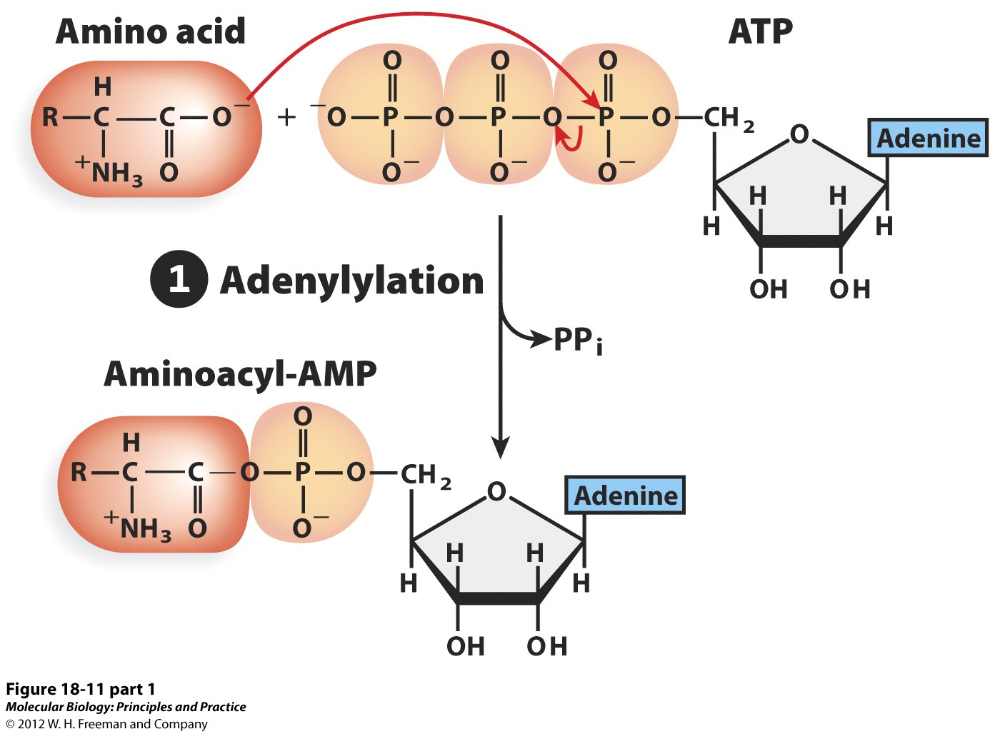 Amino acid
ATP
H O O O
R—C—C—O⁻ + ⁻O—P—O—P—O—P—O—CH₂
⁺NH₃ O O⁻ O⁻ O⁻
O Adenine
H H
H H
OH OH
1 Adenylylation
PPi
Aminoacyl-AMP
H O
R—C—C—O—P—O—CH₂
⁺NH₃ O O⁻
O Adenine
H H
H H
OH OH
Figure 18-11 part 1
Molecular Biology: Principles and Practice
© 2012 W. H. Freeman and Company